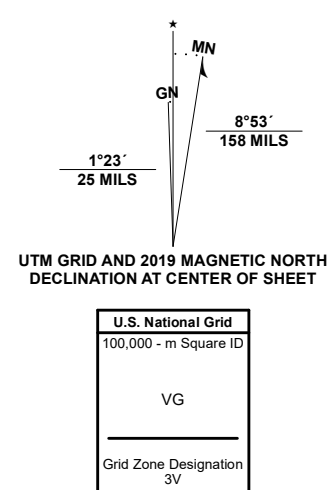 ★
MN
GN
8°53´
158 MILS
1°23´
25 MILS
UTM GRID AND 2019 MAGNETIC NORTH
DECLINATION AT CENTER OF SHEET
U.S. National Grid
100,000 - m Square ID
VG
Grid Zone Designation
3V